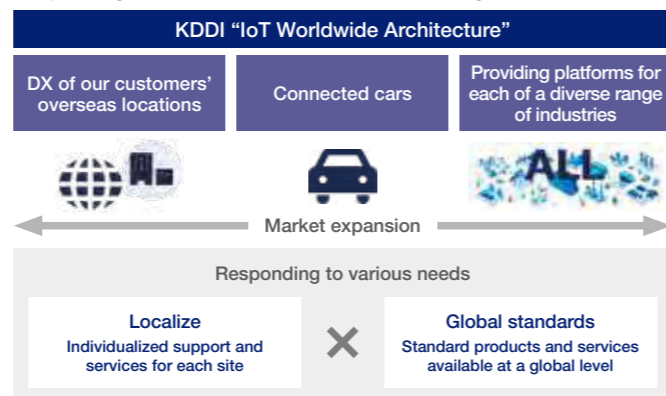 KDDI “IoT Worldwide Architecture”
DX of our customers’
overseas locations
Connected cars
Providing platforms for
each of a diverse range
of industries
ALL
Market expansion
Responding to various needs
Localize
Individualized support and
services for each site
Global standards
Standard products and services
available at a global level